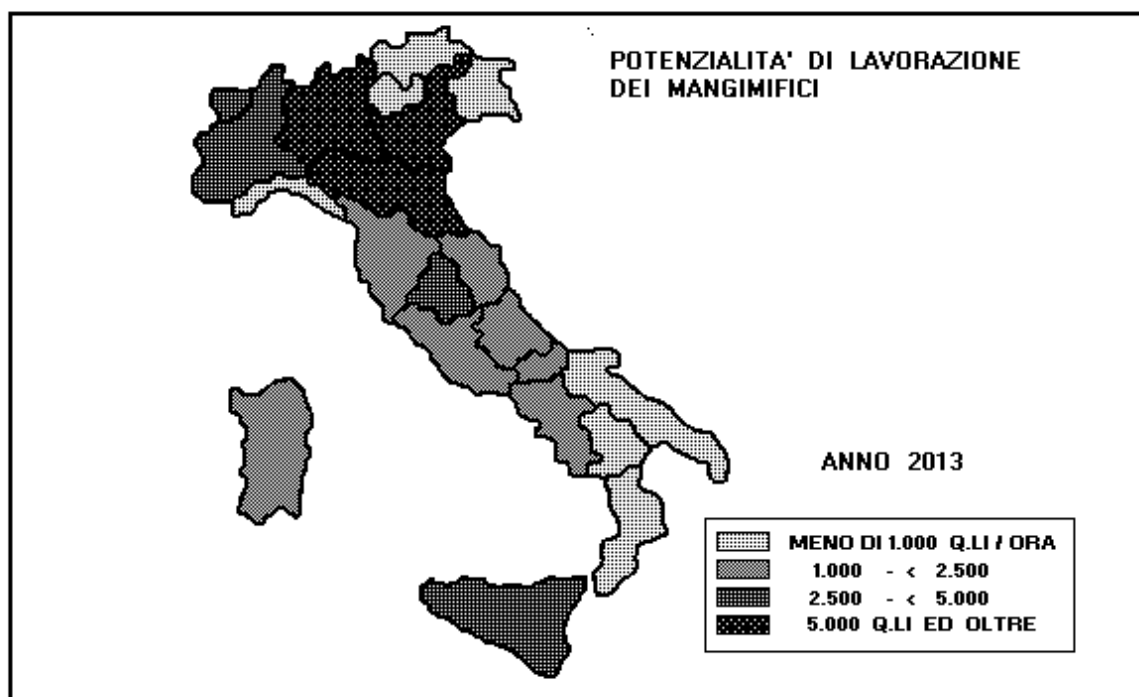 POTENZIALITA' DI LAVORAZIONE
DEI MANGIMIFICI
ANNO 2013
MENO DI 1.000 Q.LI / ORA
1.000 - < 2.500
2.500 - < 5.000
5.000 Q.LI ED OLTRE